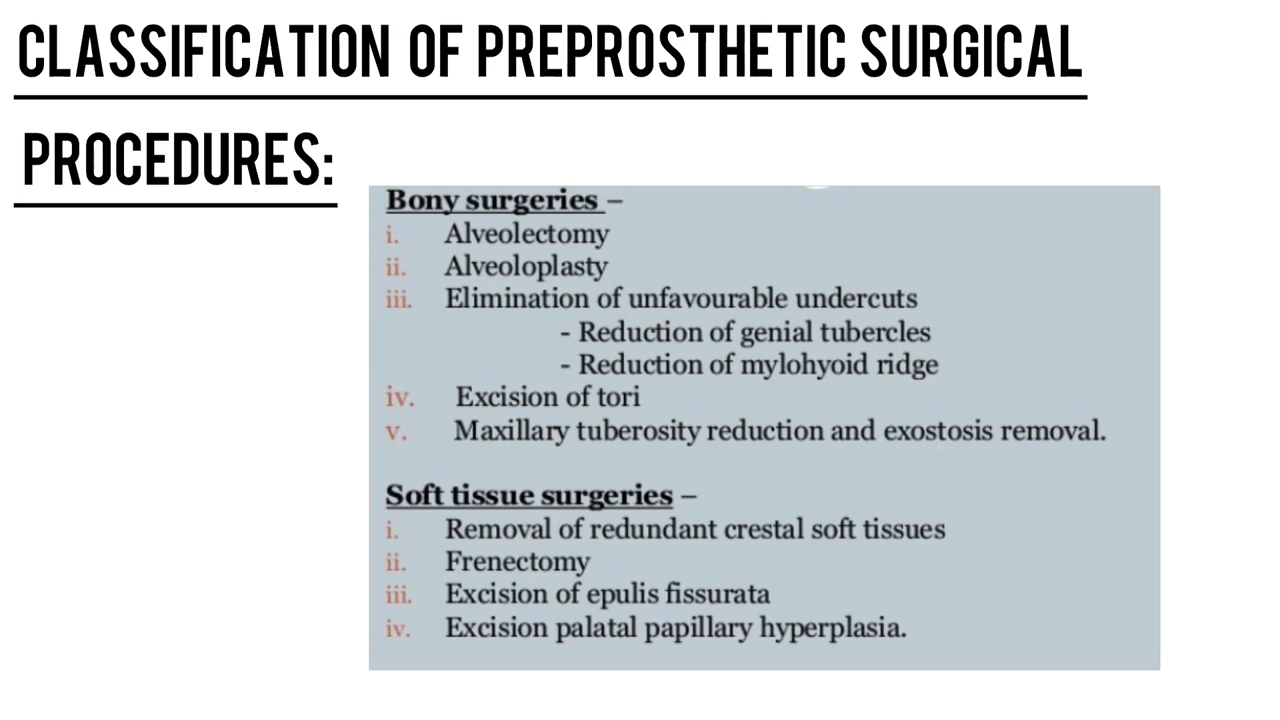 CLASSIFICATION OF PREPROSTHETIC SURGICAL
PROCEDURES:
Bony surgeries –
i. Alveolectomy
ii. Alveoloplasty
iii. Elimination of unfavourable undercuts
- Reduction of genial tubercles
- Reduction of mylohyoid ridge
iv. Excision of tori
v. Maxillary tuberosity reduction and exostosis removal.
Soft tissue surgeries –
i. Removal of redundant crestal soft tissues
ii. Frenectomy
iii. Excision of epulis fissurata
iv. Excision palatal papillary hyperplasia.